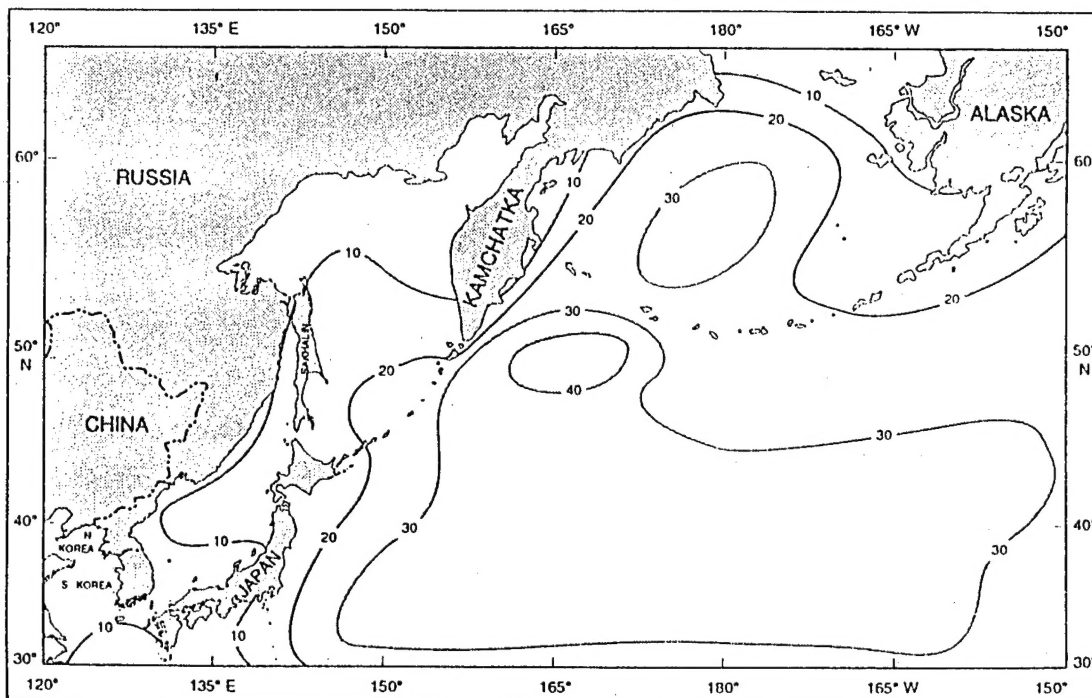 120° 135° E 150° 165° 180° 165° W 150°
10
20
ALASKA
60° 60°
RUSSIA
10
30
20
KAMCHATKA
10
20
30
50° N 50° N
SAKHALIN
20
40
CHINA
30
40° 40°
N KOREA
10
20
30
30
JAPAN
S KOREA
10
10
30° 30°
120° 135° E 150° 165° 180° 165° W 150°